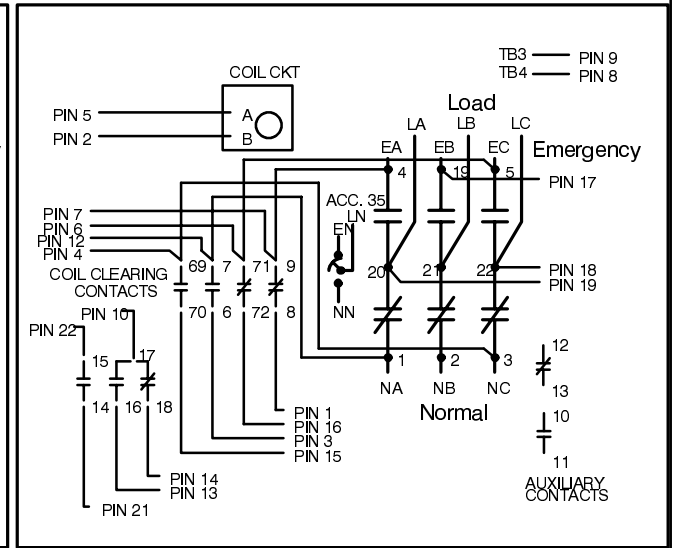 TB3 PIN 9
TB4 PIN 8
COIL CKT
PIN 5 A
PIN 2 B
Load
LA LB LC
EA EB EC Emergency
4 19 5
PIN 17
ACC. 35
LN
EN
PIN 7
PIN 6
PIN 12
PIN 4
69 7 71 9
20 21 22 PIN 18
PIN 19
COIL CLEARING
CONTACTS
NN
70 6 72 8
PIN 10
PIN 22
15 17
1 2 3
12
13
NA NB NC
Normal
14 16 18
PIN 1
PIN 16
PIN 3
PIN 15
10
11
PIN 14
PIN 13
PIN 21
AUXILIARY
CONTACTS